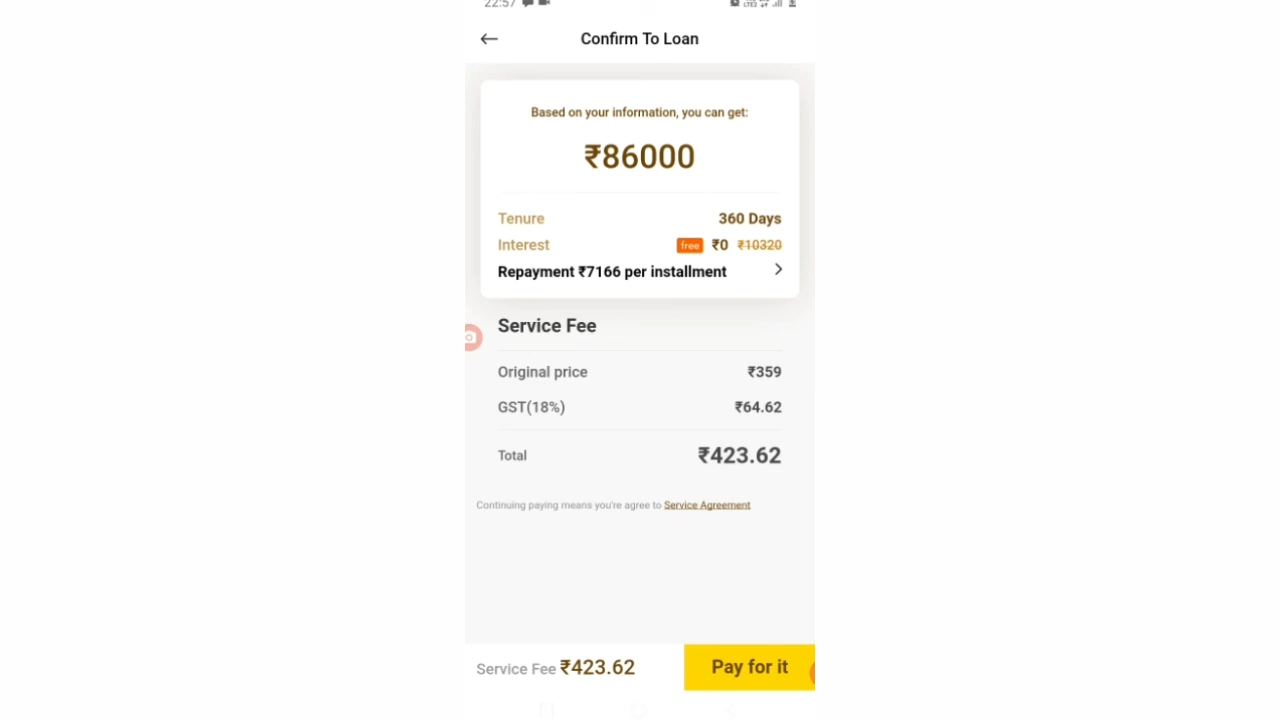 22:57
Confirm To Loan
Based on your information, you can get:
₹86000
Tenure 360 Days
Interest free ₹0 ₹10320
Repayment ₹7166 per installment
Service Fee
Original price ₹359
GST(18%) ₹64.62
Total ₹423.62
Continuing paying means you're agree to Service Agreement
Service Fee ₹423.62 Pay for it